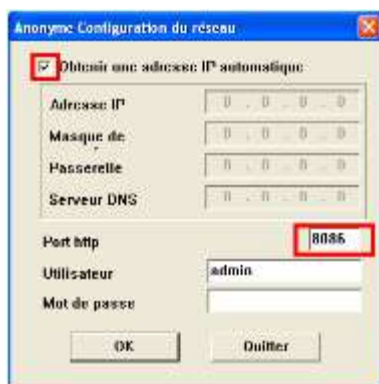 Anonyme Configuration du réseau
Obtenir une adresse IP automatique
Adresse IP 0 . 0 . 0 . 0
Masque de 0 . 0 . 0 . 0
Passerelle 0 . 0 . 0 . 0
Serveur DNS 0 . 0 . 0 . 0
Port http 8086
Utilisateur admin
Mot de passe
OK Quitter